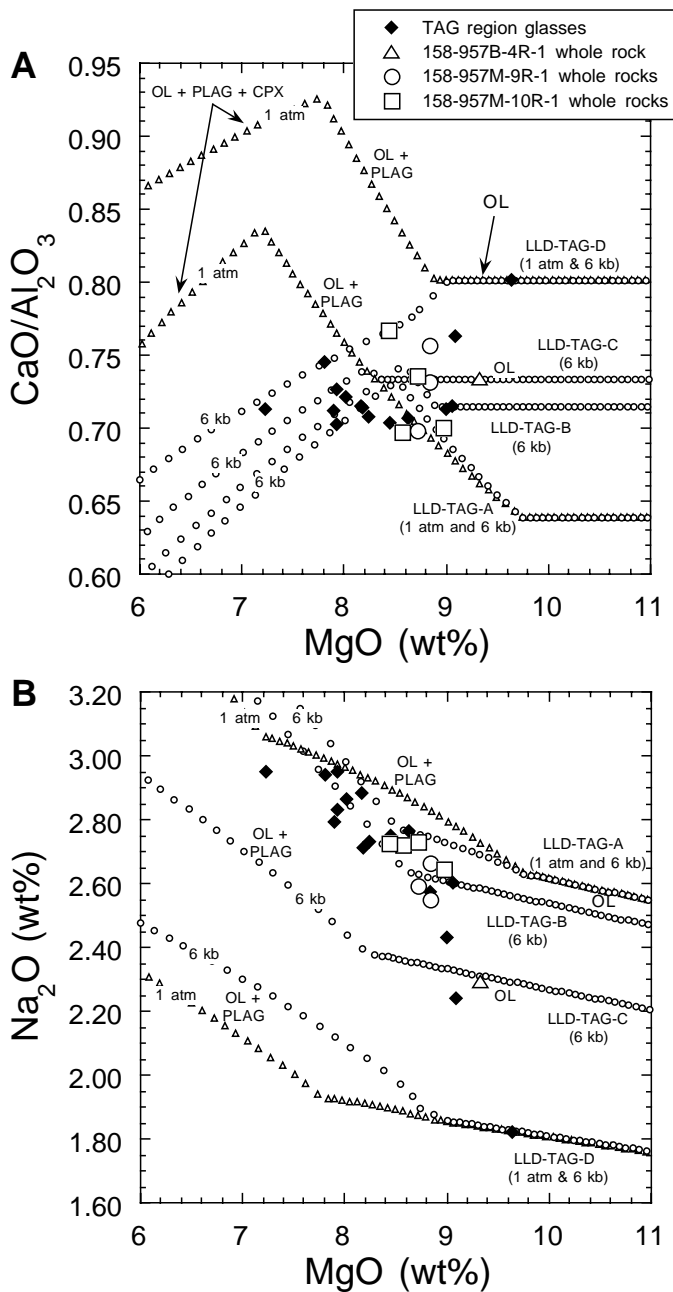 TAG region glasses
158-957B-4R-1 whole rock
158-957M-9R-1 whole rocks
158-957M-10R-1 whole rocks
A
0.95
0.90
0.85
0.80
0.75
0.70
0.65
0.60
CaO/Al2O3
OL + PLAG + CPX
1 atm
OL +
PLAG
OL
LLD-TAG-D
(1 atm & 6 kb)
1 atm
OL +
PLAG
LLD-TAG-C
(6 kb)
OL
6 kb
LLD-TAG-B
(6 kb)
6 kb
6 kb
LLD-TAG-A
(1 atm and 6 kb)
6
7
8
9
10
11
MgO (wt%)
B
3.20
3.00
2.80
2.60
2.40
2.20
2.00
1.80
1.60
Na2O (wt%)
1 atm
6 kb
OL +
PLAG
OL +
PLAG
LLD-TAG-A
(1 atm and 6 kb)
OL
6 kb
LLD-TAG-B
(6 kb)
6 kb
OL
LLD-TAG-C
(6 kb)
1 atm
OL +
PLAG
LLD-TAG-D
(1 atm & 6 kb)
6
7
8
9
10
11
MgO (wt%)